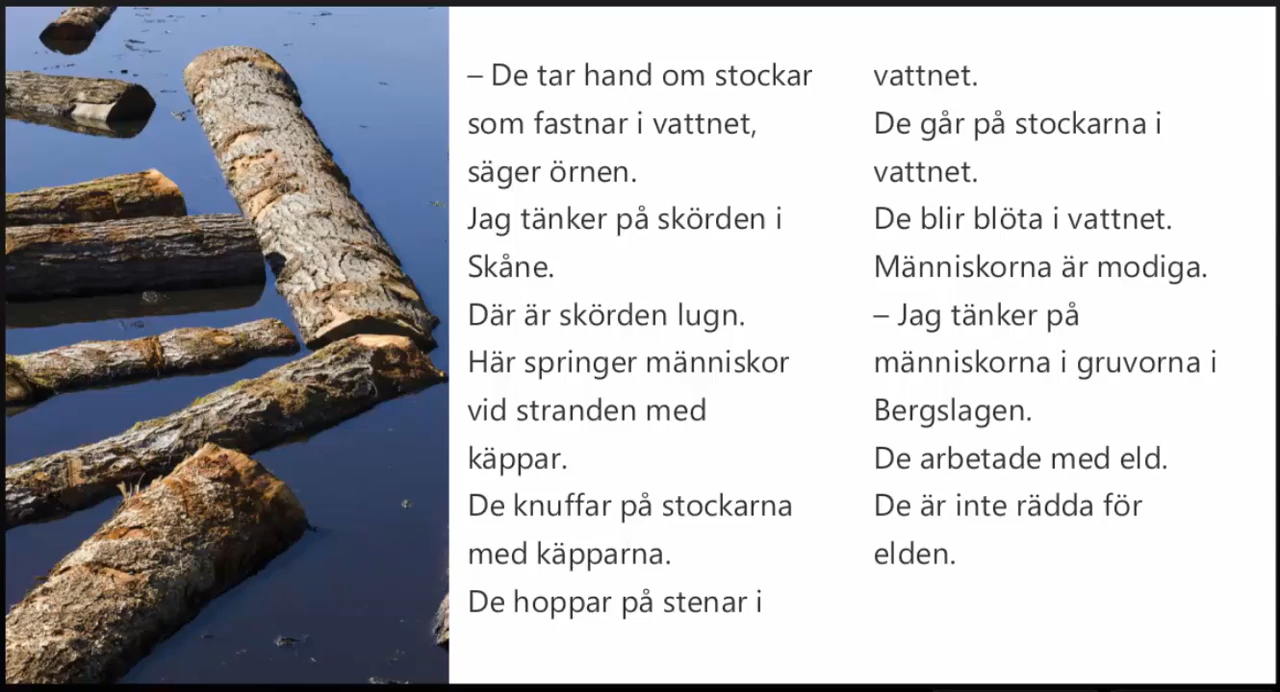 – De tar hand om stockar
som fastnar i vattnet,
säger örnen.
Jag tänker på skörden i
Skåne.
Där är skörden lugn.
Här springer människor
vid stranden med
käppar.
De knuffar på stockarna
med käpparna.
De hoppar på stenar i
vattnet.
De går på stockarna i
vattnet.
De blir blöta i vattnet.
Människorna är modiga.
– Jag tänker på
människorna i gruvorna i
Bergslagen.
De arbetade med eld.
De är inte rädda för
elden.